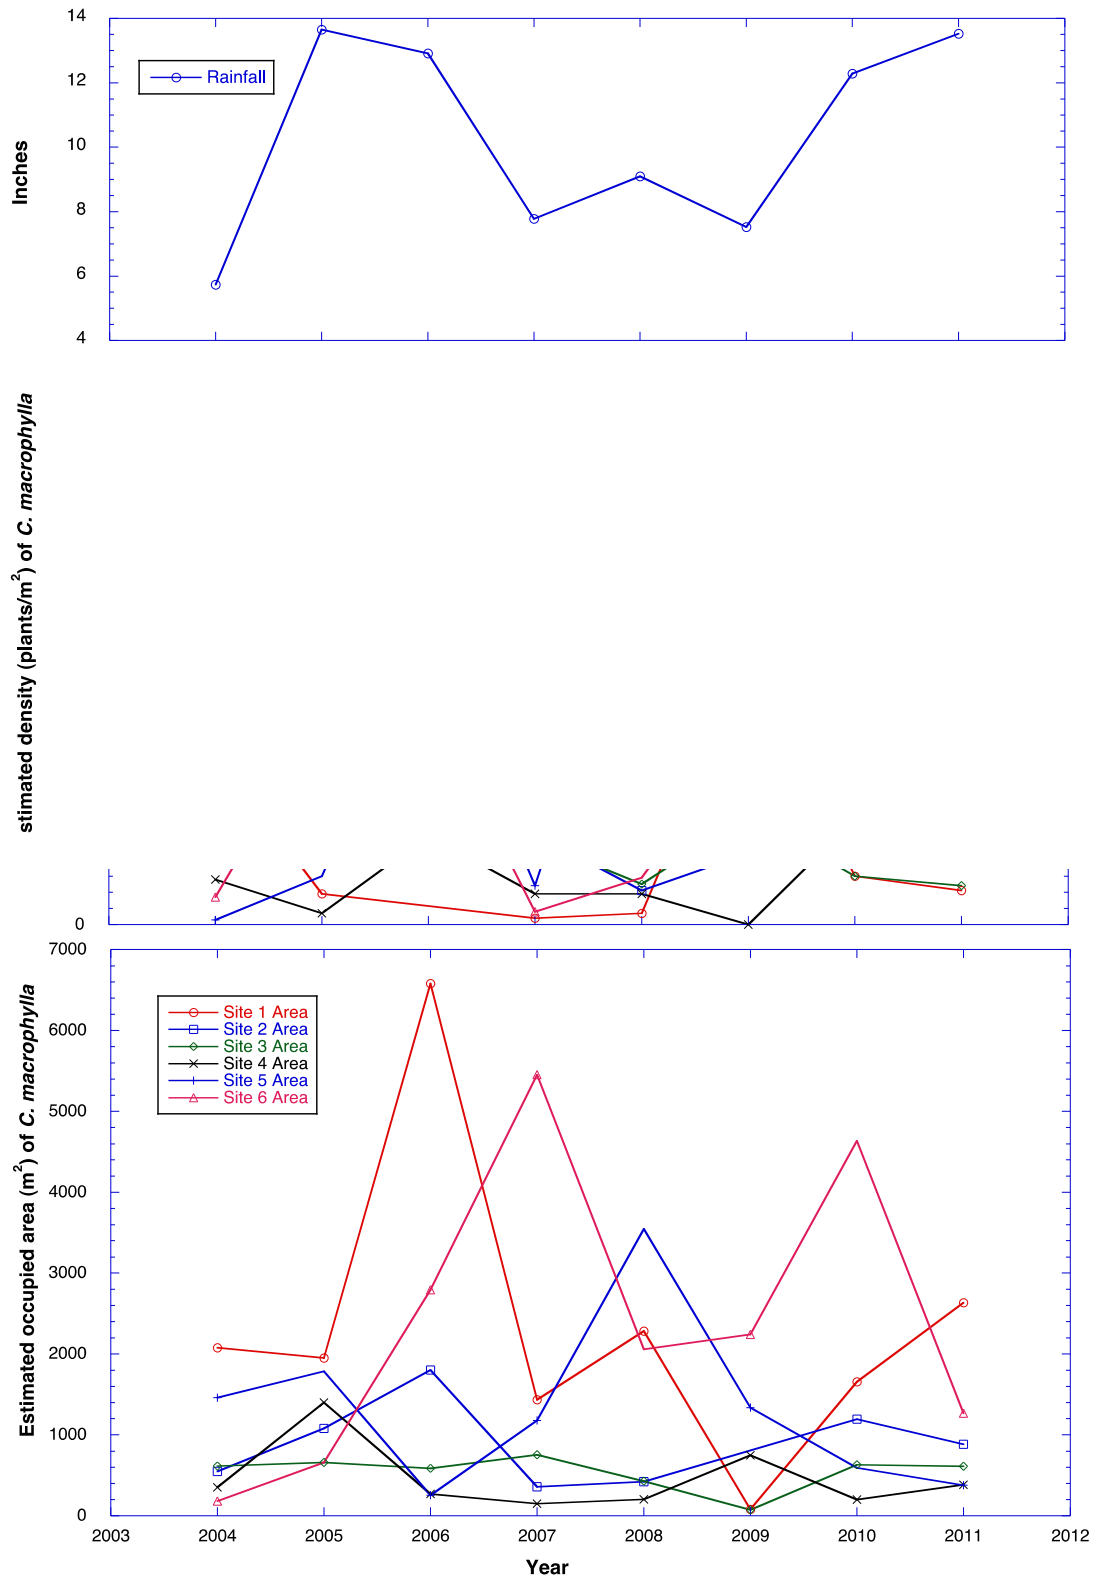 14
12
10
8
6
4
Inches
Rainfall
stimated density (plants/m²) of C. macrophylla
0
7000
6000
5000
4000
3000
2000
1000
0
Estimated occupied area (m²) of C. macrophylla
Site 1 Area
Site 2 Area
Site 3 Area
Site 4 Area
Site 5 Area
Site 6 Area
2003 2004 2005 2006 2007 2008 2009 2010 2011 2012
Year